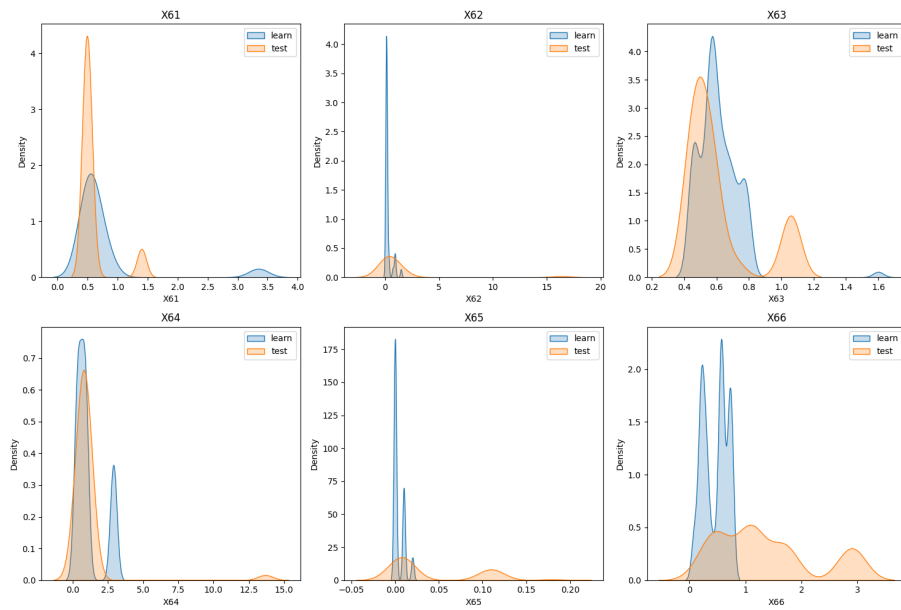 X61
learn
test
Density
4
3
2
1
0
0.0 0.5 1.0 1.5 2.0 2.5 3.0 3.5 4.0
X61
X62
learn
test
Density
4.0
3.5
3.0
2.5
2.0
1.5
1.0
0.5
0.0
0 5 10 15 20
X62
X63
learn
test
Density
4.0
3.5
3.0
2.5
2.0
1.5
1.0
0.5
0.0
0.2 0.4 0.6 0.8 1.0 1.2 1.4 1.6
X63
X64
learn
test
Density
0.7
0.6
0.5
0.4
0.3
0.2
0.1
0.0
0.0 2.5 5.0 7.5 10.0 12.5 15.0
X64
X65
learn
test
Density
175
150
125
100
75
50
25
0
−0.05 0.00 0.05 0.10 0.15 0.20
X65
X66
learn
test
Density
2.0
1.5
1.0
0.5
0.0
0 1 2 3
X66